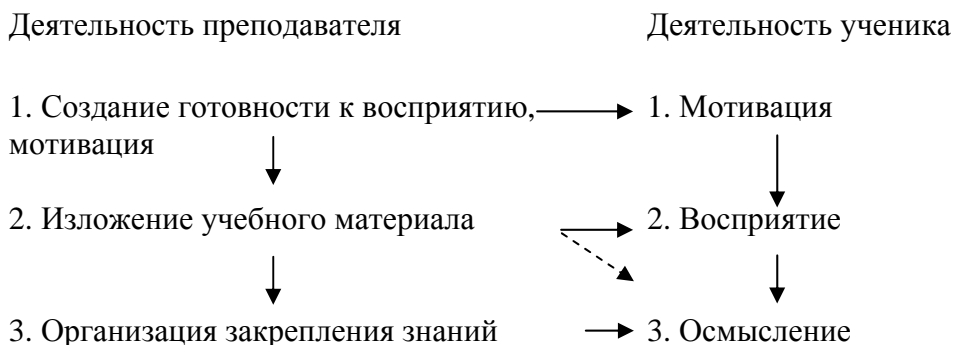 Деятельность преподавателя
Деятельность ученика
1. Создание готовности к восприятию,
мотивация
1. Мотивация
2. Изложение учебного материала
2. Восприятие
3. Организация закрепления знаний
3. Осмысление